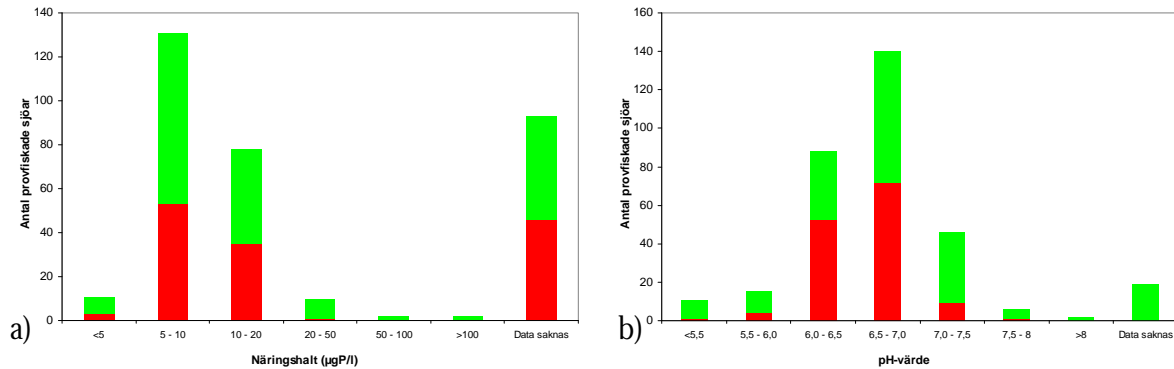 a)
Antal provfiskade sjöar
140
120
100
80
60
40
20
0
<5 5 - 10 10 - 20 20 - 50 50 - 100 >100 Data saknas
Näringshalt (µgP/l)
b)
Antal provfiskade sjöar
160
140
120
100
80
60
40
20
0
<5,5 5,5 - 6,0 6,0 - 6,5 6,5 - 7,0 7,0 - 7,5 7,5 - 8 >8 Data saknas
pH-värde